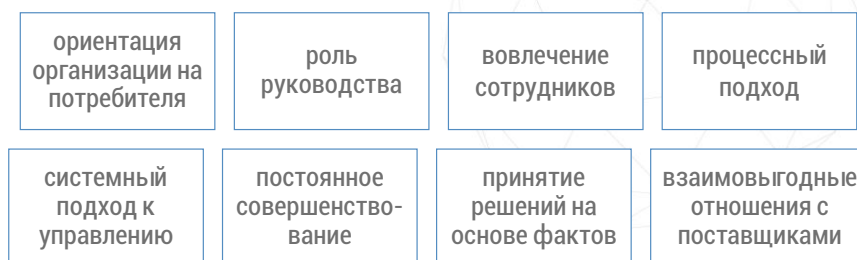 ориентация
организации на
потребителя
роль
руководства
вовлечение
сотрудников
процессный
подход
системный
подход к
управлению
постоянное
совершенство-
вание
принятие
решений на
основе фактов
взаимовыгодные
отношения с
поставщиками